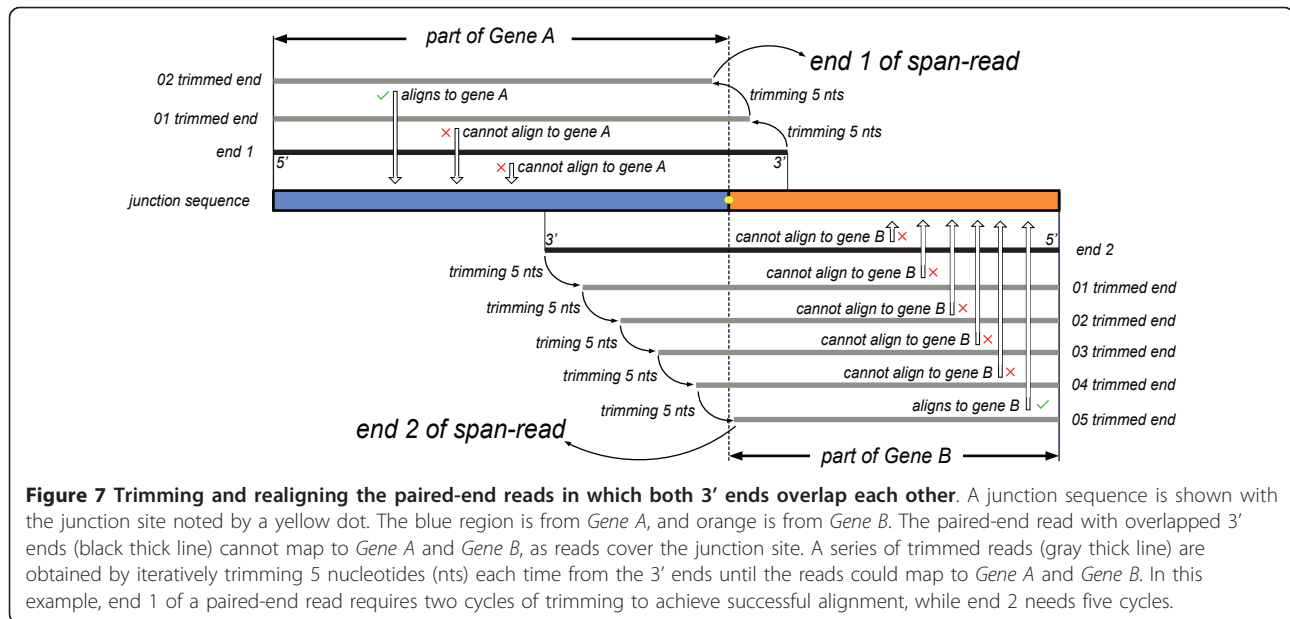 part of Gene A
02 trimmed end
end 1 of span-read
✓ aligns to gene A
trimming 5 nts
01 trimmed end
× cannot align to gene A
trimming 5 nts
end 1
5’
× cannot align to gene A
3’
junction sequence
3’
cannot align to gene B ×
5’
end 2
trimming 5 nts
cannot align to gene B ×
01 trimmed end
trimming 5 nts
cannot align to gene B ×
02 trimmed end
triming 5 nts
cannot align to gene B ×
03 trimmed end
trimming 5 nts
cannot align to gene B ×
04 trimmed end
trimming 5 nts
aligns to gene B ✓
05 trimmed end
end 2 of span-read
part of Gene B
Figure 7 Trimming and realigning the paired-end reads in which both 3’ ends overlap each other. A junction sequence is shown with
the junction site noted by a yellow dot. The blue region is from Gene A, and orange is from Gene B. The paired-end read with overlapped 3’
ends (black thick line) cannot map to Gene A and Gene B, as reads cover the junction site. A series of trimmed reads (gray thick line) are
obtained by iteratively trimming 5 nucleotides (nts) each time from the 3’ ends until the reads could map to Gene A and Gene B. In this
example, end 1 of a paired-end read requires two cycles of trimming to achieve successful alignment, while end 2 needs five cycles.